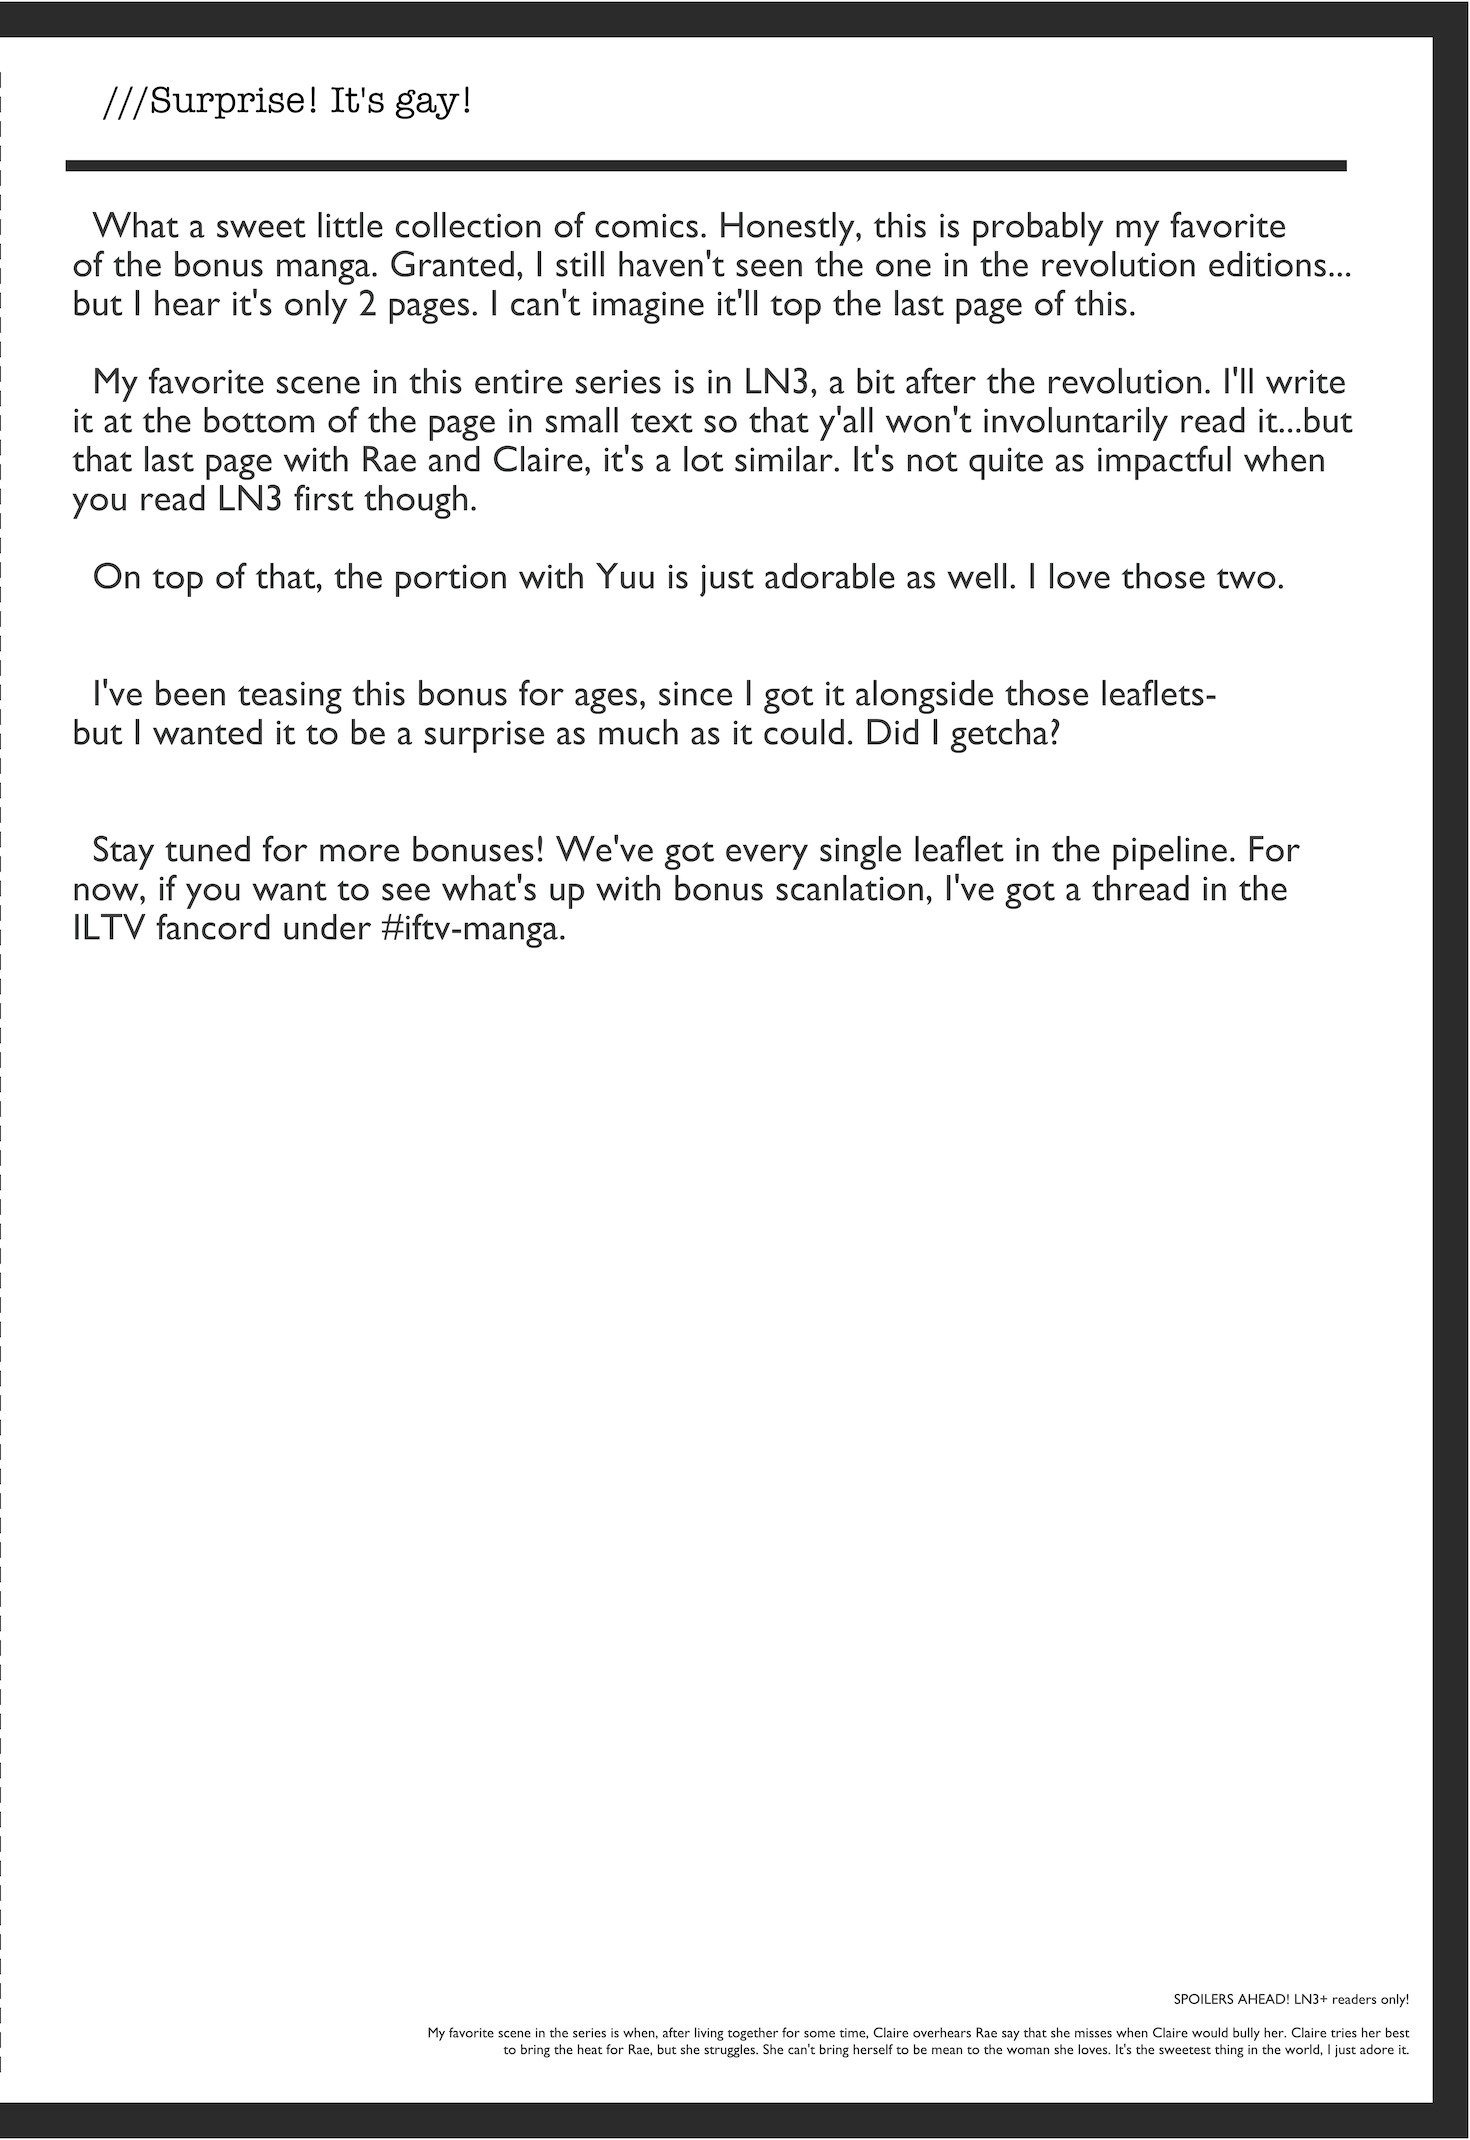 ///Surprise! It's gay!
What a sweet little collection of comics. Honestly, this is probably my favorite
of the bonus manga. Granted, I still haven't seen the one in the revolution editions...
but I hear it's only 2 pages. I can't imagine it'll top the last page of this.
My favorite scene in this entire series is in LN3, a bit after the revolution. I'll write
it at the bottom of the page in small text so that y'all won't involuntarily read it...but
that last page with Rae and Claire, it's a lot similar. It's not quite as impactful when
you read LN3 first though.
On top of that, the portion with Yuu is just adorable as well. I love those two.
I've been teasing this bonus for ages, since I got it alongside those leaflets-
but I wanted it to be a surprise as much as it could. Did I getcha?
Stay tuned for more bonuses! We've got every single leaflet in the pipeline. For
now, if you want to see what's up with bonus scanlation, I've got a thread in the
ILTV fancord under #iftv-manga.
SPOILERS AHEAD! LN3+ readers only!
My favorite scene in the series is when, after living together for some time, Claire overhears Rae say that she misses when Claire would bully her. Claire tries her best
to bring the heat for Rae, but she struggles. She can't bring herself to be mean to the woman she loves. It's the sweetest thing in the world, I just adore it.